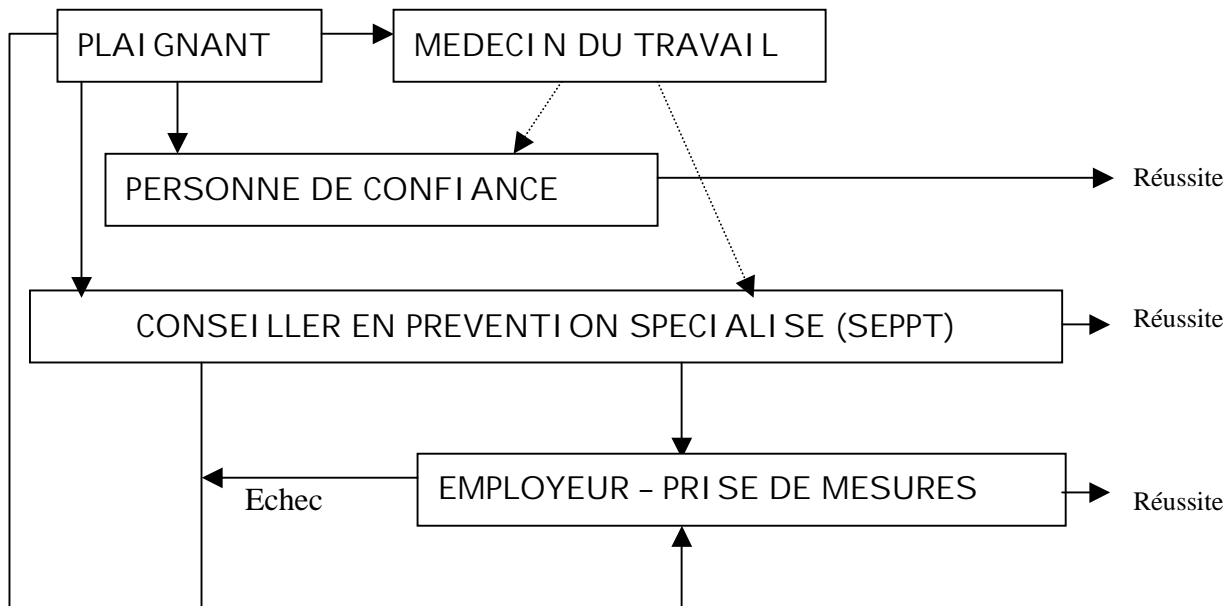 PLAIGNANT
MEDECIN DU TRAVAIL
PERSONNE DE CONFIANCE
Réussite
CONSEILLER EN PREVENTION SPECIALISE (SEPPT)
Réussite
Echec
EMPLOYEUR – PRISE DE MESURES
Réussite